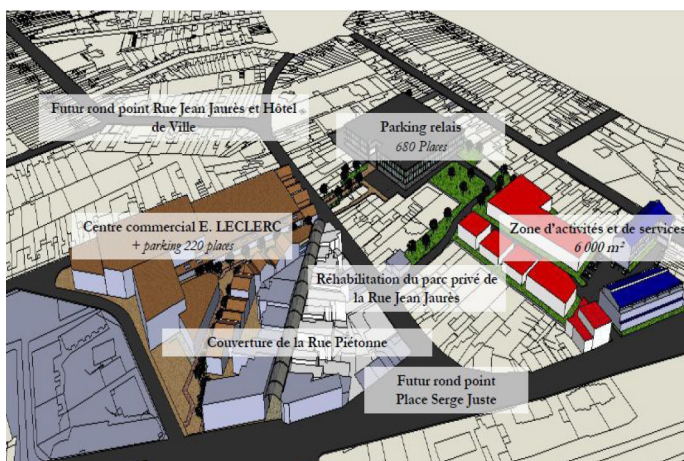 Futur rond point Rue Jean Jaurès et Hôtel
de Ville
Parking relais
680 Places
Centre commercial E. LECLERC
+ parking 220 places
Zone d'activités et de services
6 000 m²
Réhabilitation du parc privé de
la Rue Jean Jaurès
Couverture de la Rue Piétonne
Futur rond point
Place Serge Juste